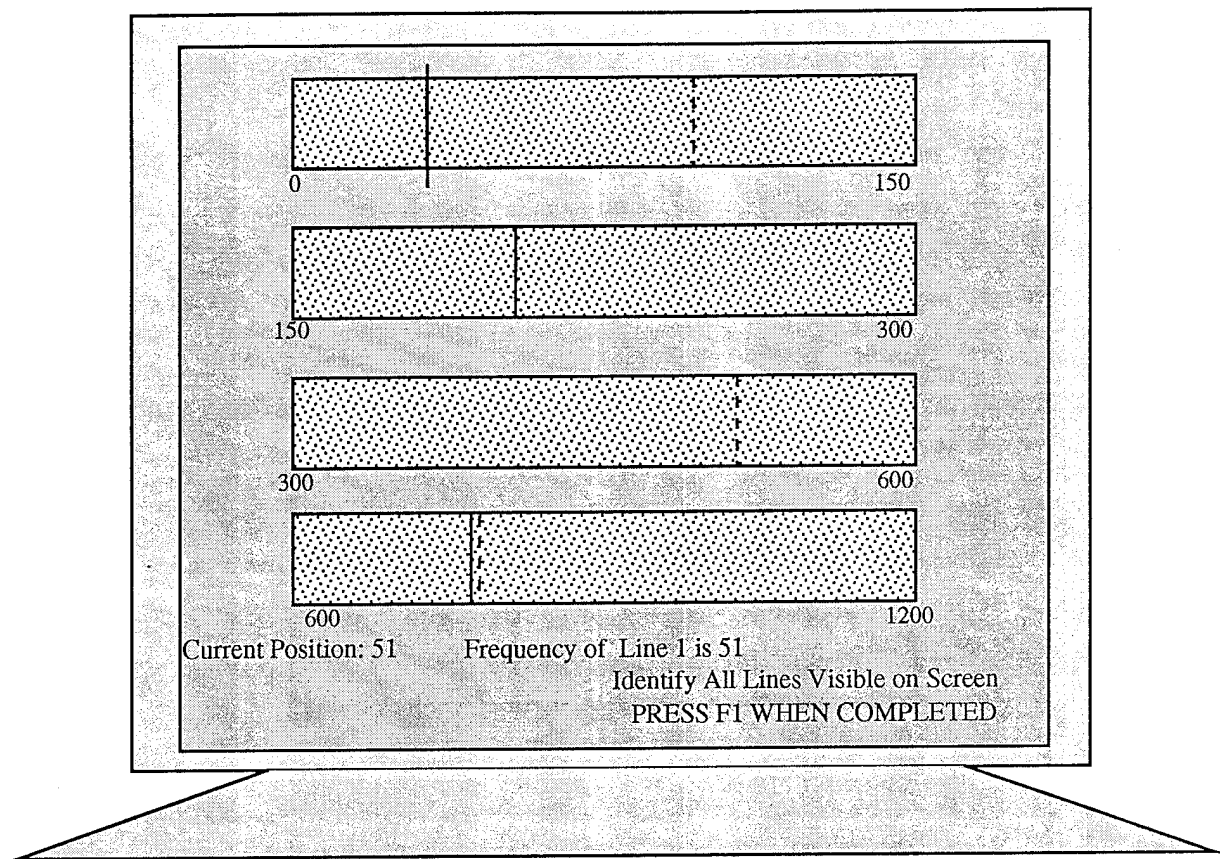 0 150
150 300
300 600
600 1200
Current Position: 51 Frequency of Line 1 is 51
Identify All Lines Visible on Screen
PRESS F1 WHEN COMPLETED